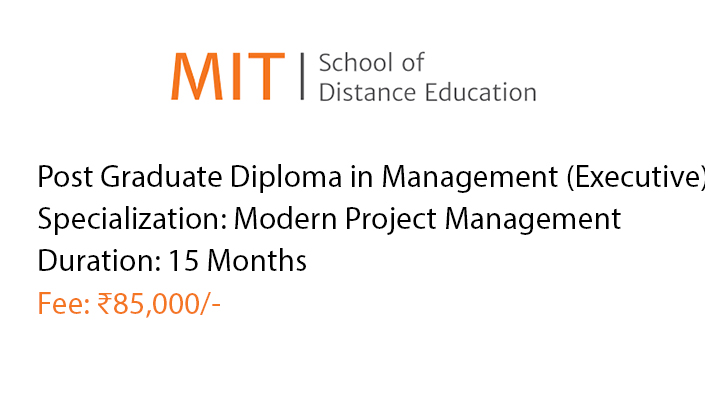 MIT | School of
Distance Education
Post Graduate Diploma in Management (Executive)
Specialization: Modern Project Management
Duration: 15 Months
Fee: ₹85,000/-